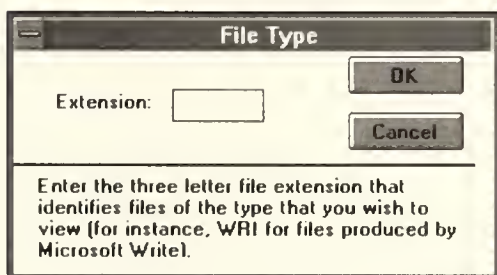 File Type
Extension:
OK
Cancel
Enter the three letter file extension that
identifies files of the type that you wish to
view (for instance, WRI for files produced by
Microsoft Write).